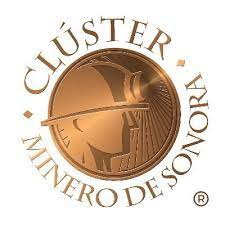 · CLÚSTER ·
MINERO DE SONORA
®